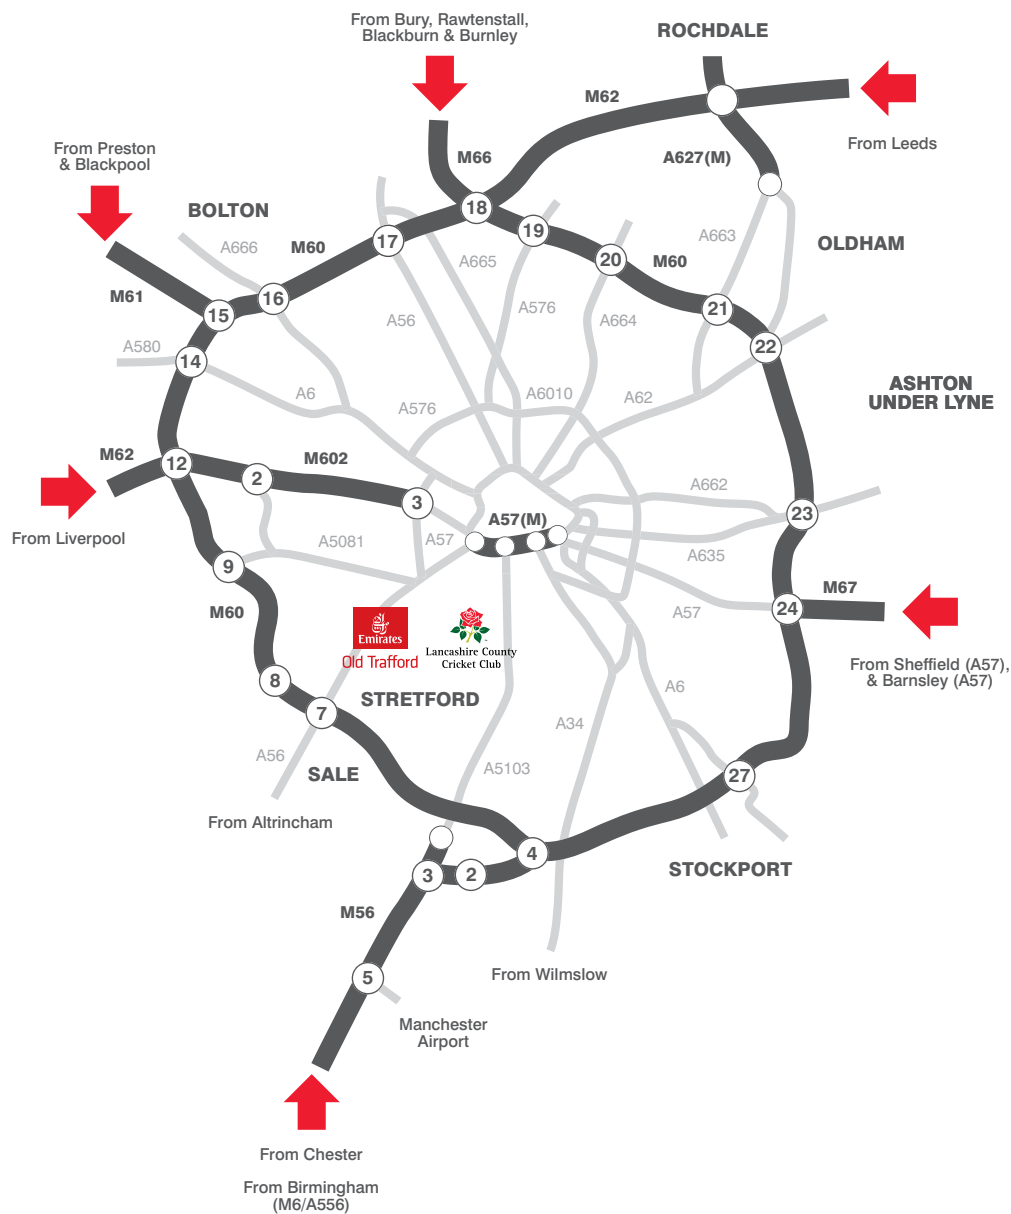 From Bury, Rawtenstall,
Blackburn & Burnley
ROCHDALE
M62
From Leeds
From Preston
& Blackpool
M66
A627(M)
BOLTON
18
A663
OLDHAM
A666
M60
17
19
A665
20
M60
M61
16
15
A56
A576
A664
21
22
A580
14
A6
A576
A6010
A62
ASHTON
UNDER LYNE
M62
12
M602
2
3
A662
23
From Liverpool
A57(M)
A5081
A57
A635
9
M60
M67
24
A57
Emirates
Old Trafford
Lancashire County
Cricket Club
From Sheffield (A57),
& Barnsley (A57)
8
7
STRETFORD
A6
A34
A56
SALE
A5103
27
From Altrincham
4
3
2
STOCKPORT
M56
5
From Wilmslow
Manchester
Airport
From Chester
From Birmingham
(M6/A556)